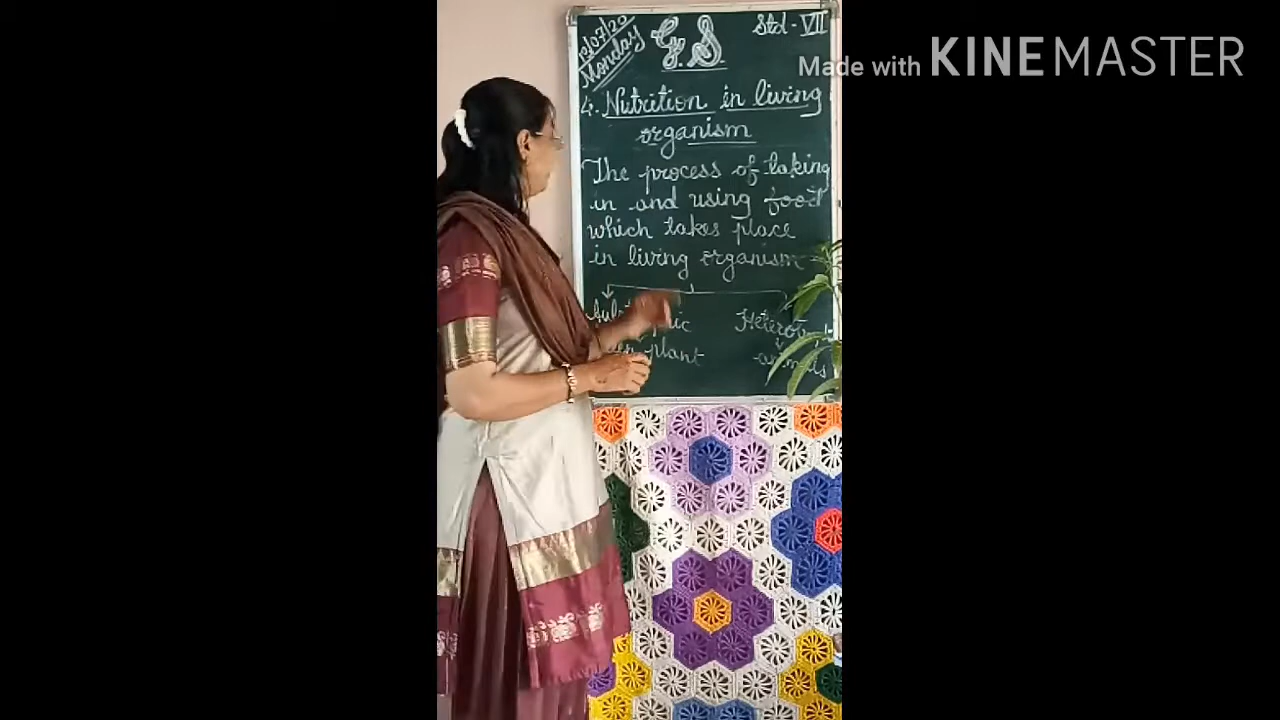 Made with KINEMASTER
Monday
G.S
Std - VII
4. Nutrition in living
organism
The process of taking
in and using food
which takes place
in living organism
plant